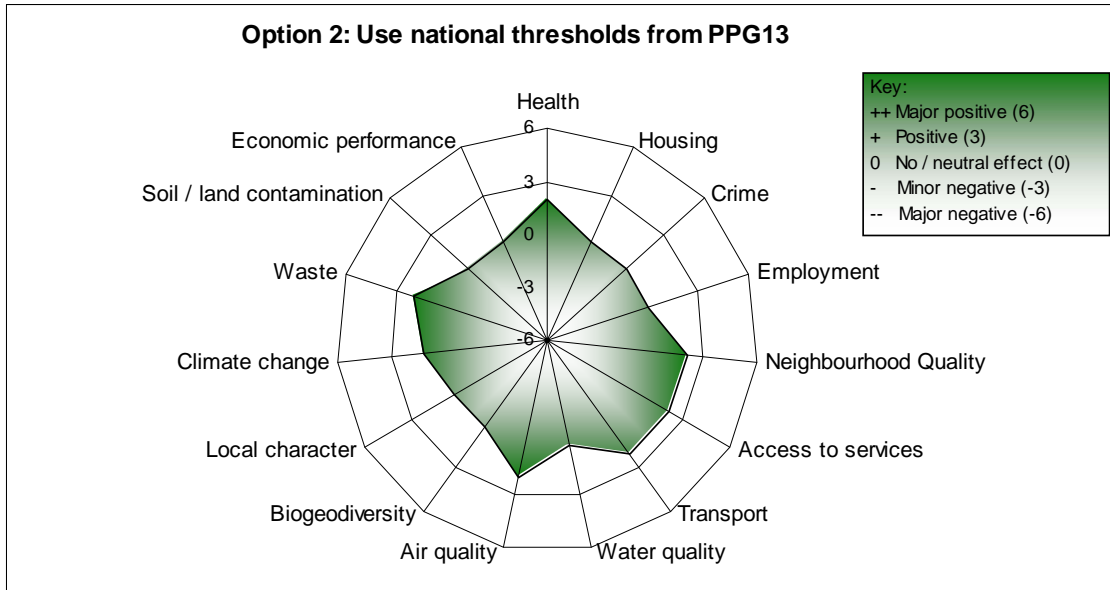 Option 2: Use national thresholds from PPG13
Key:
++ Major positive (6)
+ Positive (3)
0 No / neutral effect (0)
- Minor negative (-3)
-- Major negative (-6)
Health
Housing
Crime
Employment
Neighbourhood Quality
Access to services
Transport
Water quality
Air quality
Biogeodiversity
Local character
Climate change
Waste
Soil / land contamination
Economic performance
6
3
0
-3
-6